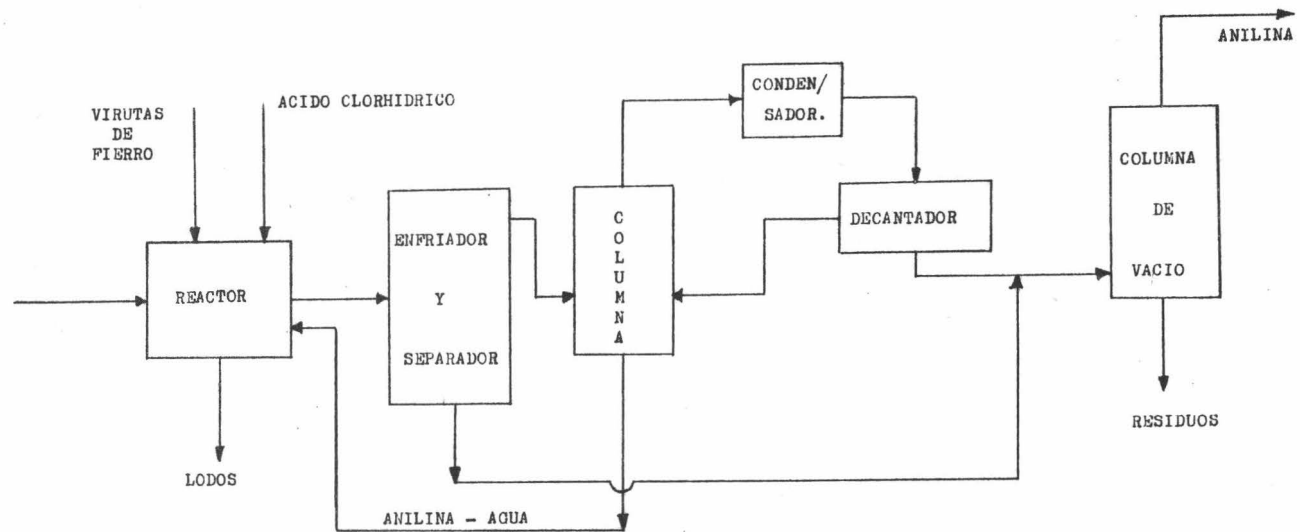 ANILINA
CONDEN/
SADOR.
ACIDO CLORHIDRICO
VIRUTAS
DE
FIERRO
COLUMNA
DE
VACIO
DECANTADOR
COLUMNA
ENFRIADOR
Y
SEPARADOR
REACTOR
RESIDUOS
LODOS
ANILINA - AGUA